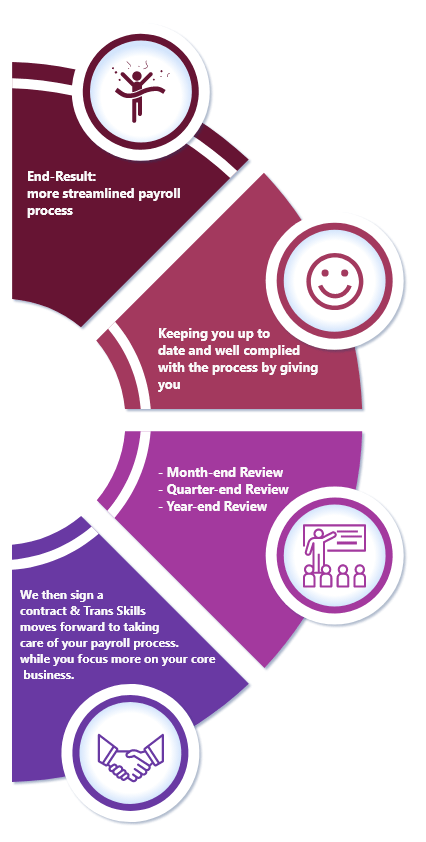 End-Result:
more streamlined payroll
process
Keeping you up to
date and well complied
with the process by giving
you
- Month-end Review
- Quarter-end Review
- Year-end Review
We then sign a
contract & Trans Skills
moves forward to taking
care of your payroll process.
while you focus more on your core
business.